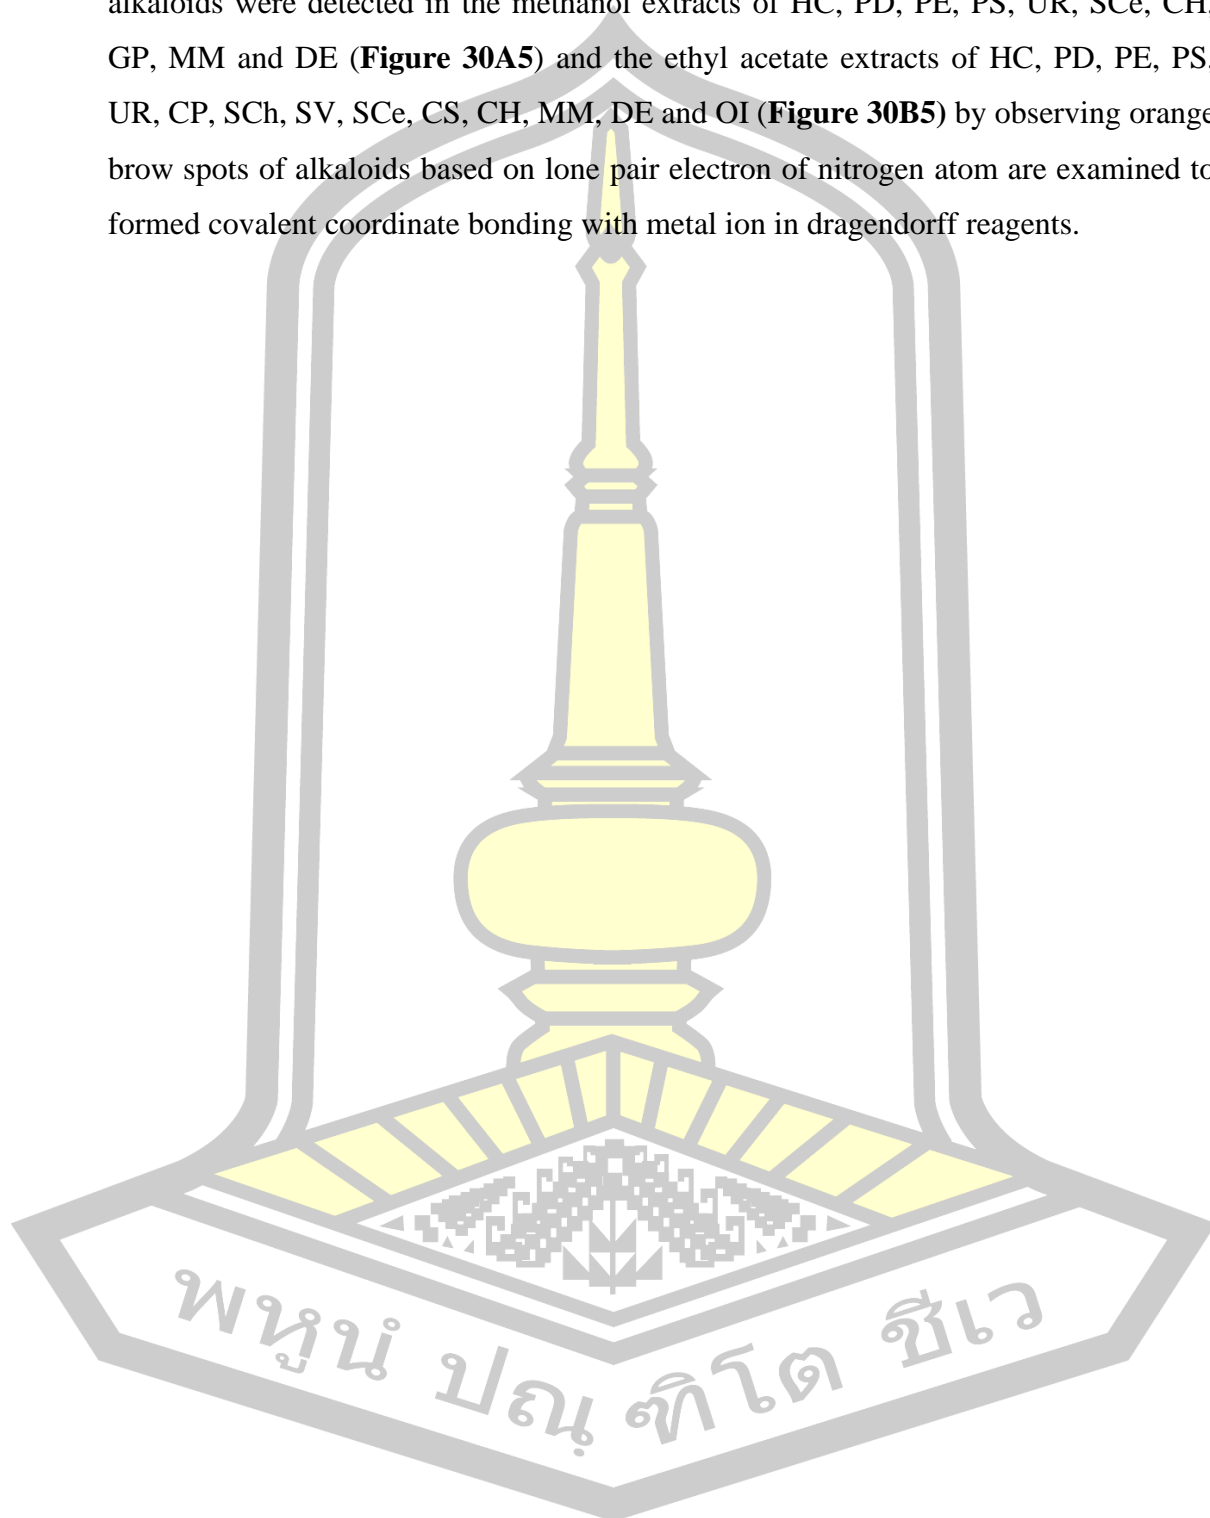 alkaloids were detected in the methanol extracts of HC, PD, PE, PS, UR, SCe, CH,
GP, MM and DE (Figure 30A5) and the ethyl acetate extracts of HC, PD, PE, PS,
UR, CP, SCh, SV, SCe, CS, CH, MM, DE and OI (Figure 30B5) by observing orange
brow spots of alkaloids based on lone pair electron of nitrogen atom are examined to
formed covalent coordinate bonding with metal ion in dragendorff reagents.
พหูนํ ปณฺฑิโต ชีเว